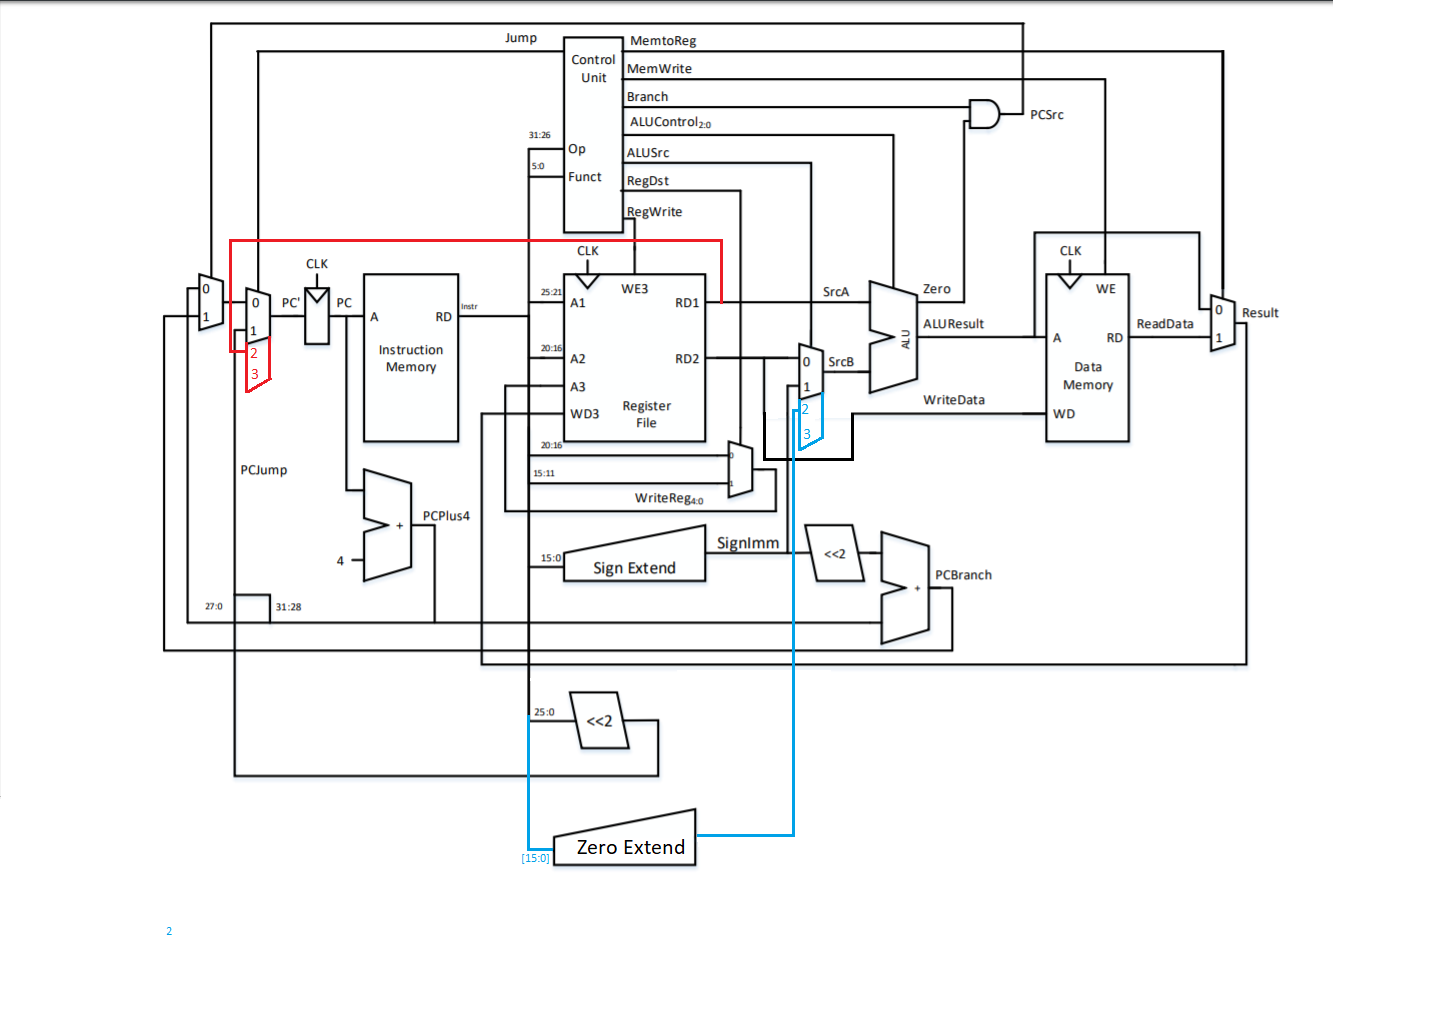 Jump
MemtoReg
Control
Unit
MemWrite
Branch
PCSrc
ALUControl2:0
31:26
Op
ALUSrc
5:0
Funct
RegDst
RegWrite
CLK
CLK
CLK
0
1
0
1
2
3
PC'
PC
A
RD
Instr
Instruction
Memory
25:21
A1
WE3
RD1
20:16
A2
RD2
A3
WD3
Register
File
SrcA
0
1
2
3
SrcB
ALU
Zero
ALUResult
WriteData
WE
A
RD
Data
Memory
WD
ReadData
0
1
Result
20:16
0
15:11
1
WriteReg4:0
PCJump
PCPlus4
+
4
15:0
Sign Extend
SignImm
<<2
PCBranch
+
27:0
31:28
25:0
<<2
Zero Extend
[15:0]
2